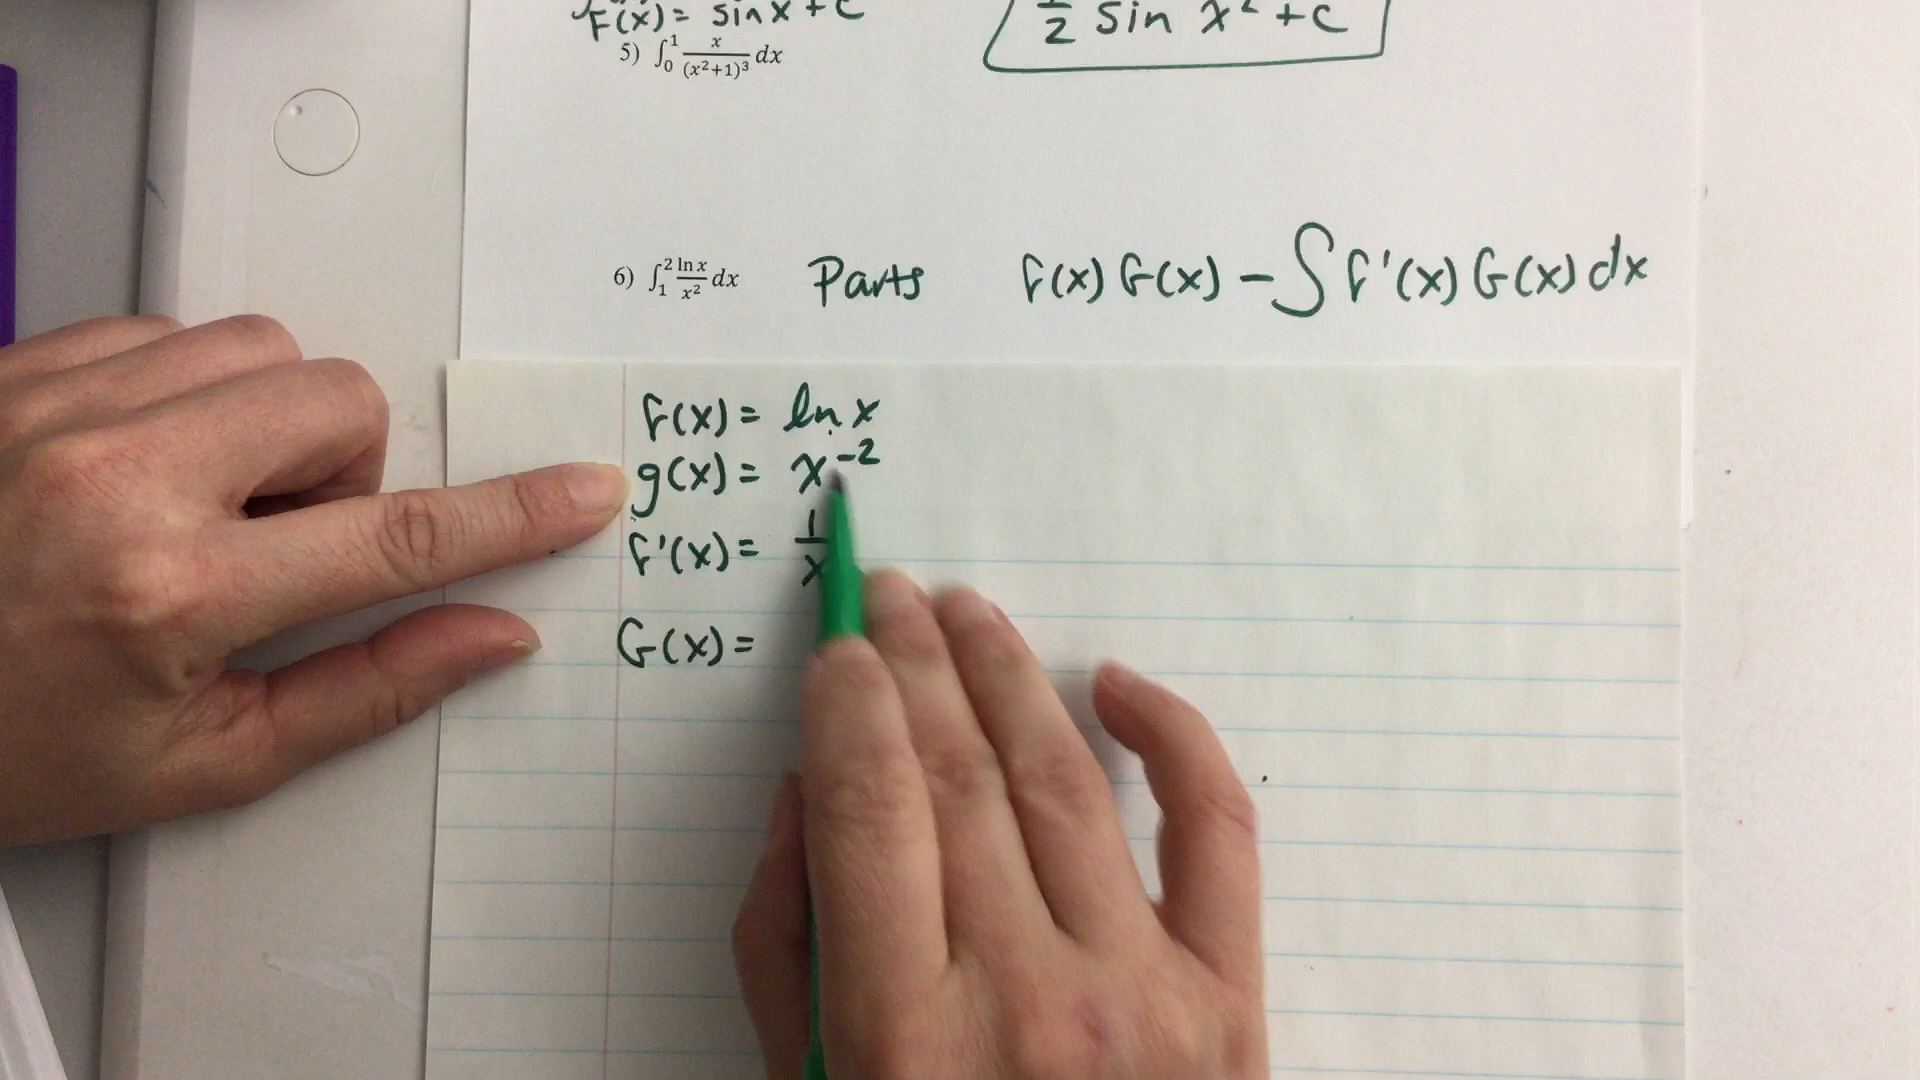 F(x) = sin x + C
1/2 sin x² + C
5) ∫₀¹ x/(x²+1)³ dx
6) ∫₁² ln x/x² dx Parts f(x) G(x) - ∫ f'(x) G(x) dx
f(x) = ln x
g(x) = x⁻²
f'(x) = 1/x
G(x) =